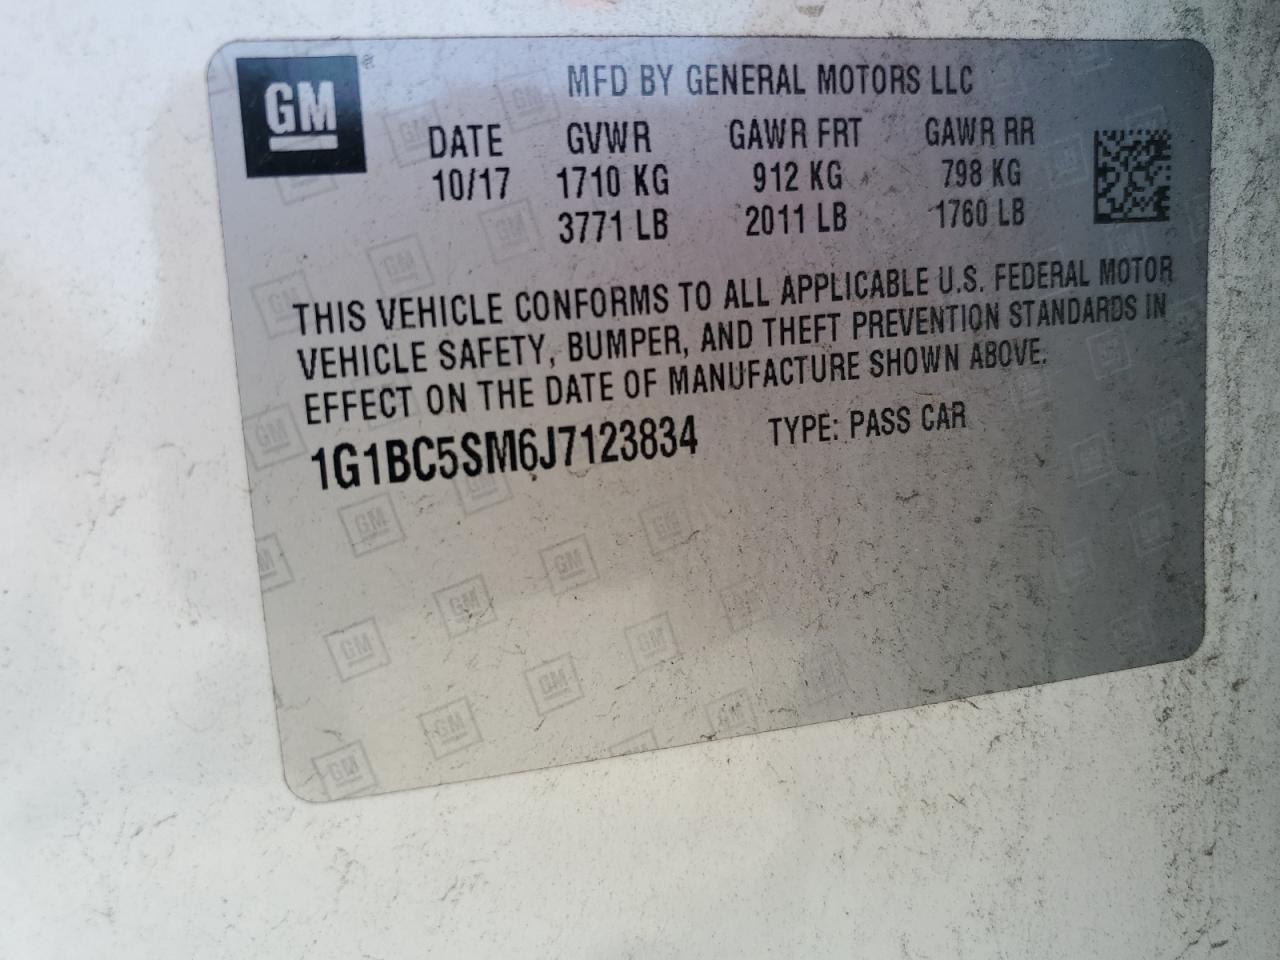 GM
MFD BY GENERAL MOTORS LLC
DATE GVWR GAWR FRT GAWR RR
10/17 1710 KG 912 KG 798 KG
3771 LB 2011 LB 1760 LB
THIS VEHICLE CONFORMS TO ALL APPLICABLE U.S. FEDERAL MOTOR
VEHICLE SAFETY, BUMPER, AND THEFT PREVENTION STANDARDS IN
EFFECT ON THE DATE OF MANUFACTURE SHOWN ABOVE.
1G1BC5SM6J7123834 TYPE: PASS CAR